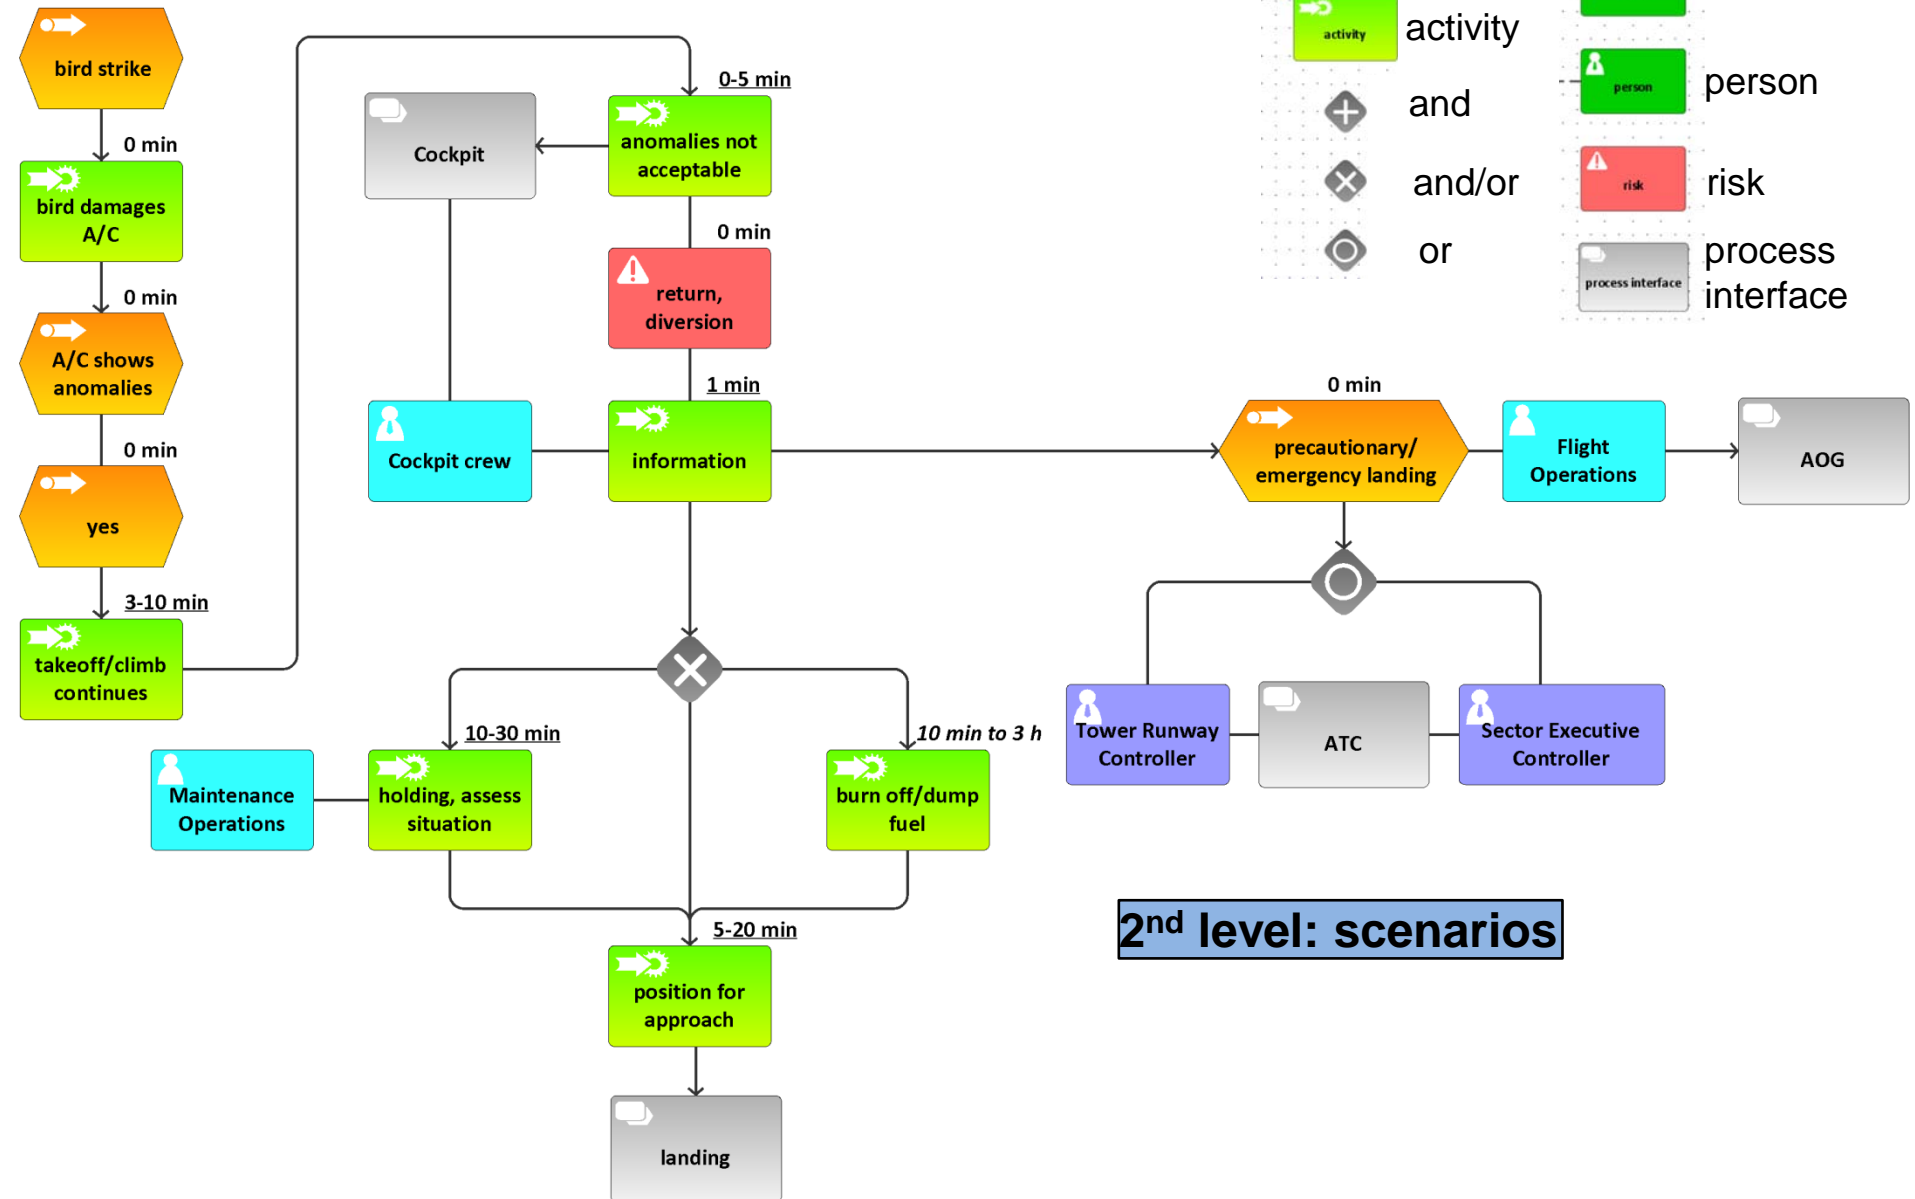 bird strike
0 min
bird damages
A/C
0 min
A/C shows
anomalies
0 min
yes
3-10 min
takeoff/climb
continues
0-5 min
Cockpit
anomalies not
acceptable
0 min
return,
diversion
1 min
Cockpit crew
information
0 min
precautionary/
emergency landing
Flight
Operations
AOG
Tower Runway
Controller
ATC
Sector Executive
Controller
10-30 min
Maintenance
Operations
holding, assess
situation
10 min to 3 h
burn off/dump
fuel
5-20 min
position for
approach
landing
activity
activity
and
and/or
or
person
person
risk
risk
process interface
process
interface
2nd level: scenarios